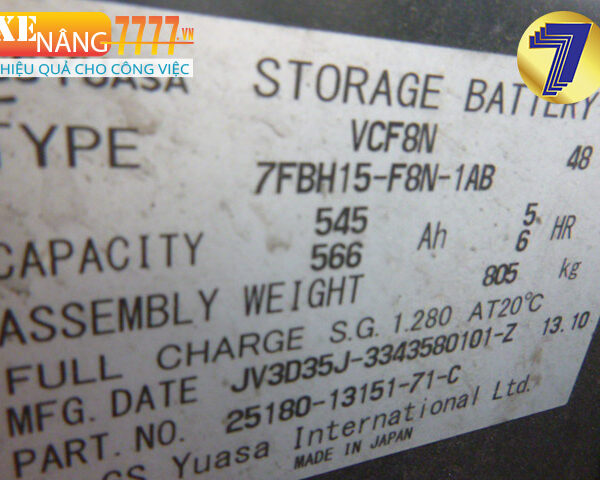 XE
NÂNG7777.VN
HIỆU QUẢ CHO CÔNG VIỆC
7
YUASA STORAGE BATTERY
TYPE VCF8N 48
7FBH15-F8N-1AB
CAPACITY 545 Ah 5 HR
566 6
ASSEMBLY WEIGHT 805 kg
FULL CHARGE S.G. 1.280 AT20°C
MFG. DATE JV3D35J-3343580101-Z 13.10
PART. NO. 25180-13151-71-C
GS Yuasa International Ltd.
MADE IN JAPAN